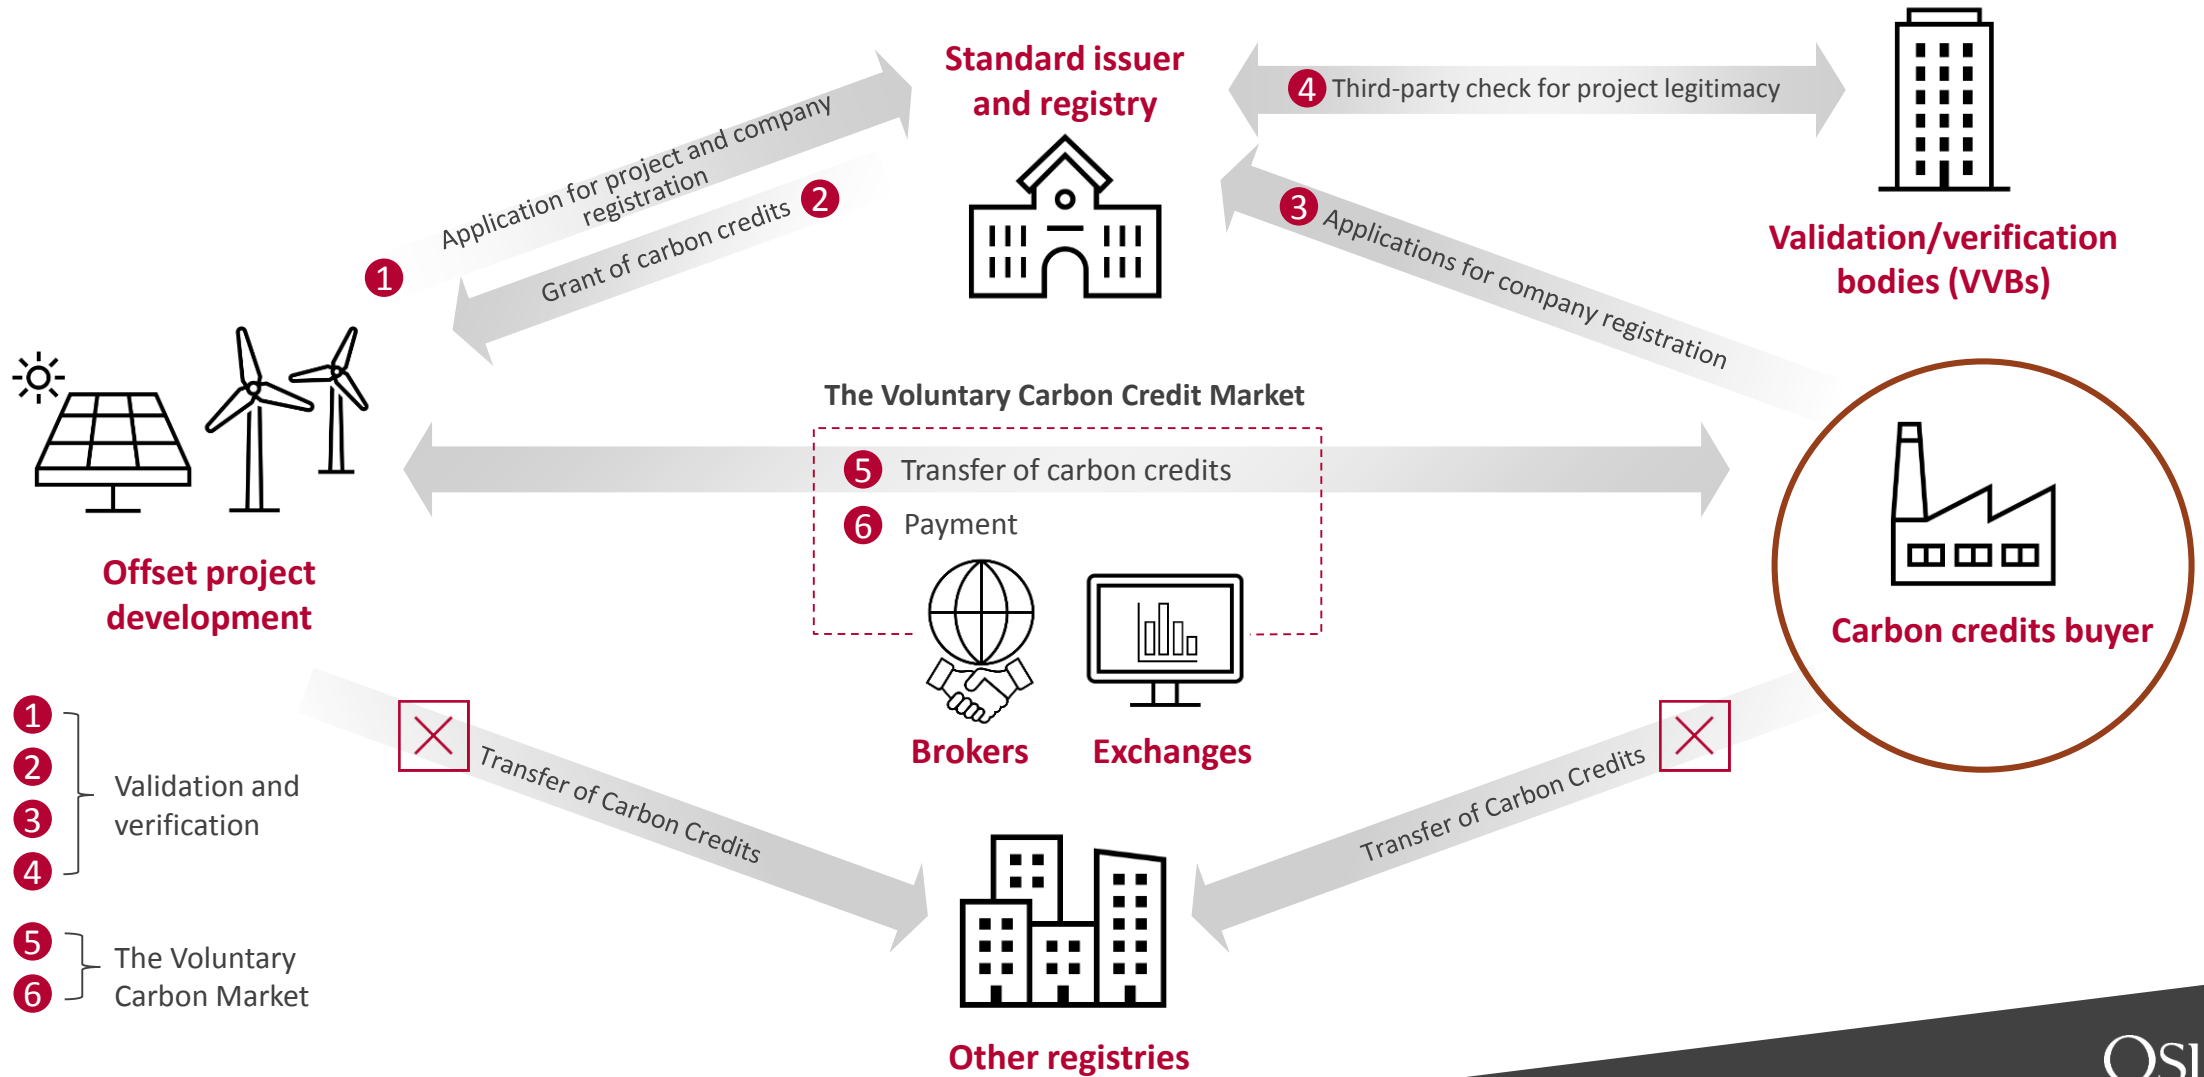 Standard issuer
and registry
4 Third-party check for project legitimacy
Application for project and company
registration
1
Grant of carbon credits 2
3 Applications for company registration
Validation/verification
bodies (VVBs)
The Voluntary Carbon Credit Market
5 Transfer of carbon credits
6 Payment
Offset project
development
Carbon credits buyer
Brokers
Exchanges
Transfer of Carbon Credits
Transfer of Carbon Credits
1
2
3
4
Validation and
verification
5
6
The Voluntary
Carbon Market
Other registries